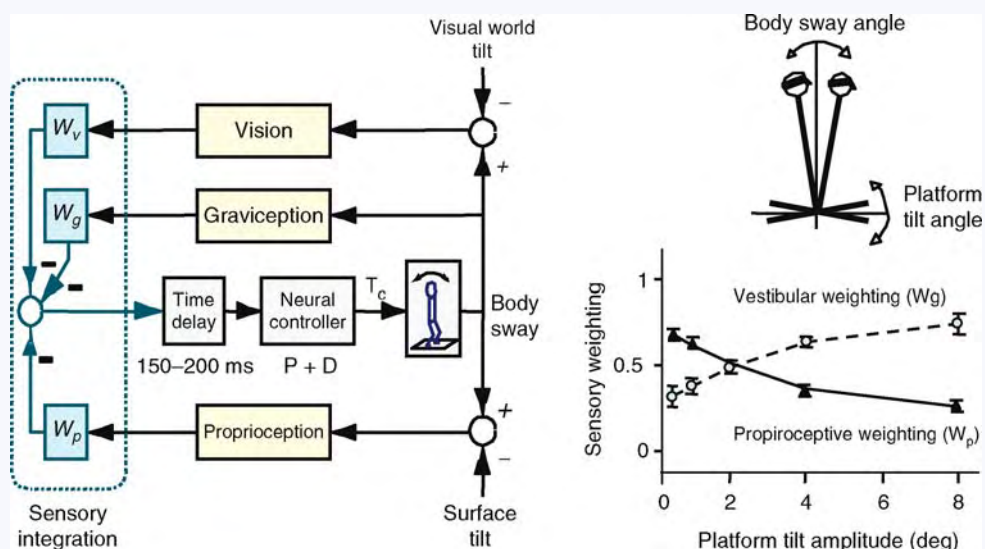 Visual world
tilt
−
W_v
Vision
+
W_g
Graviception
Time
delay
150–200 ms
Neural
controller
P + D
T_c
Body
sway
W_p
Proprioception
+
−
Sensory
integration
Surface
tilt
Body sway angle
Platform
tilt angle
Sensory weighting
1
0.5
0
Vestibular weighting (Wg)
Propiroceptive weighting (W_p)
0 2 4 6 8
Platform tilt amplitude (deg)